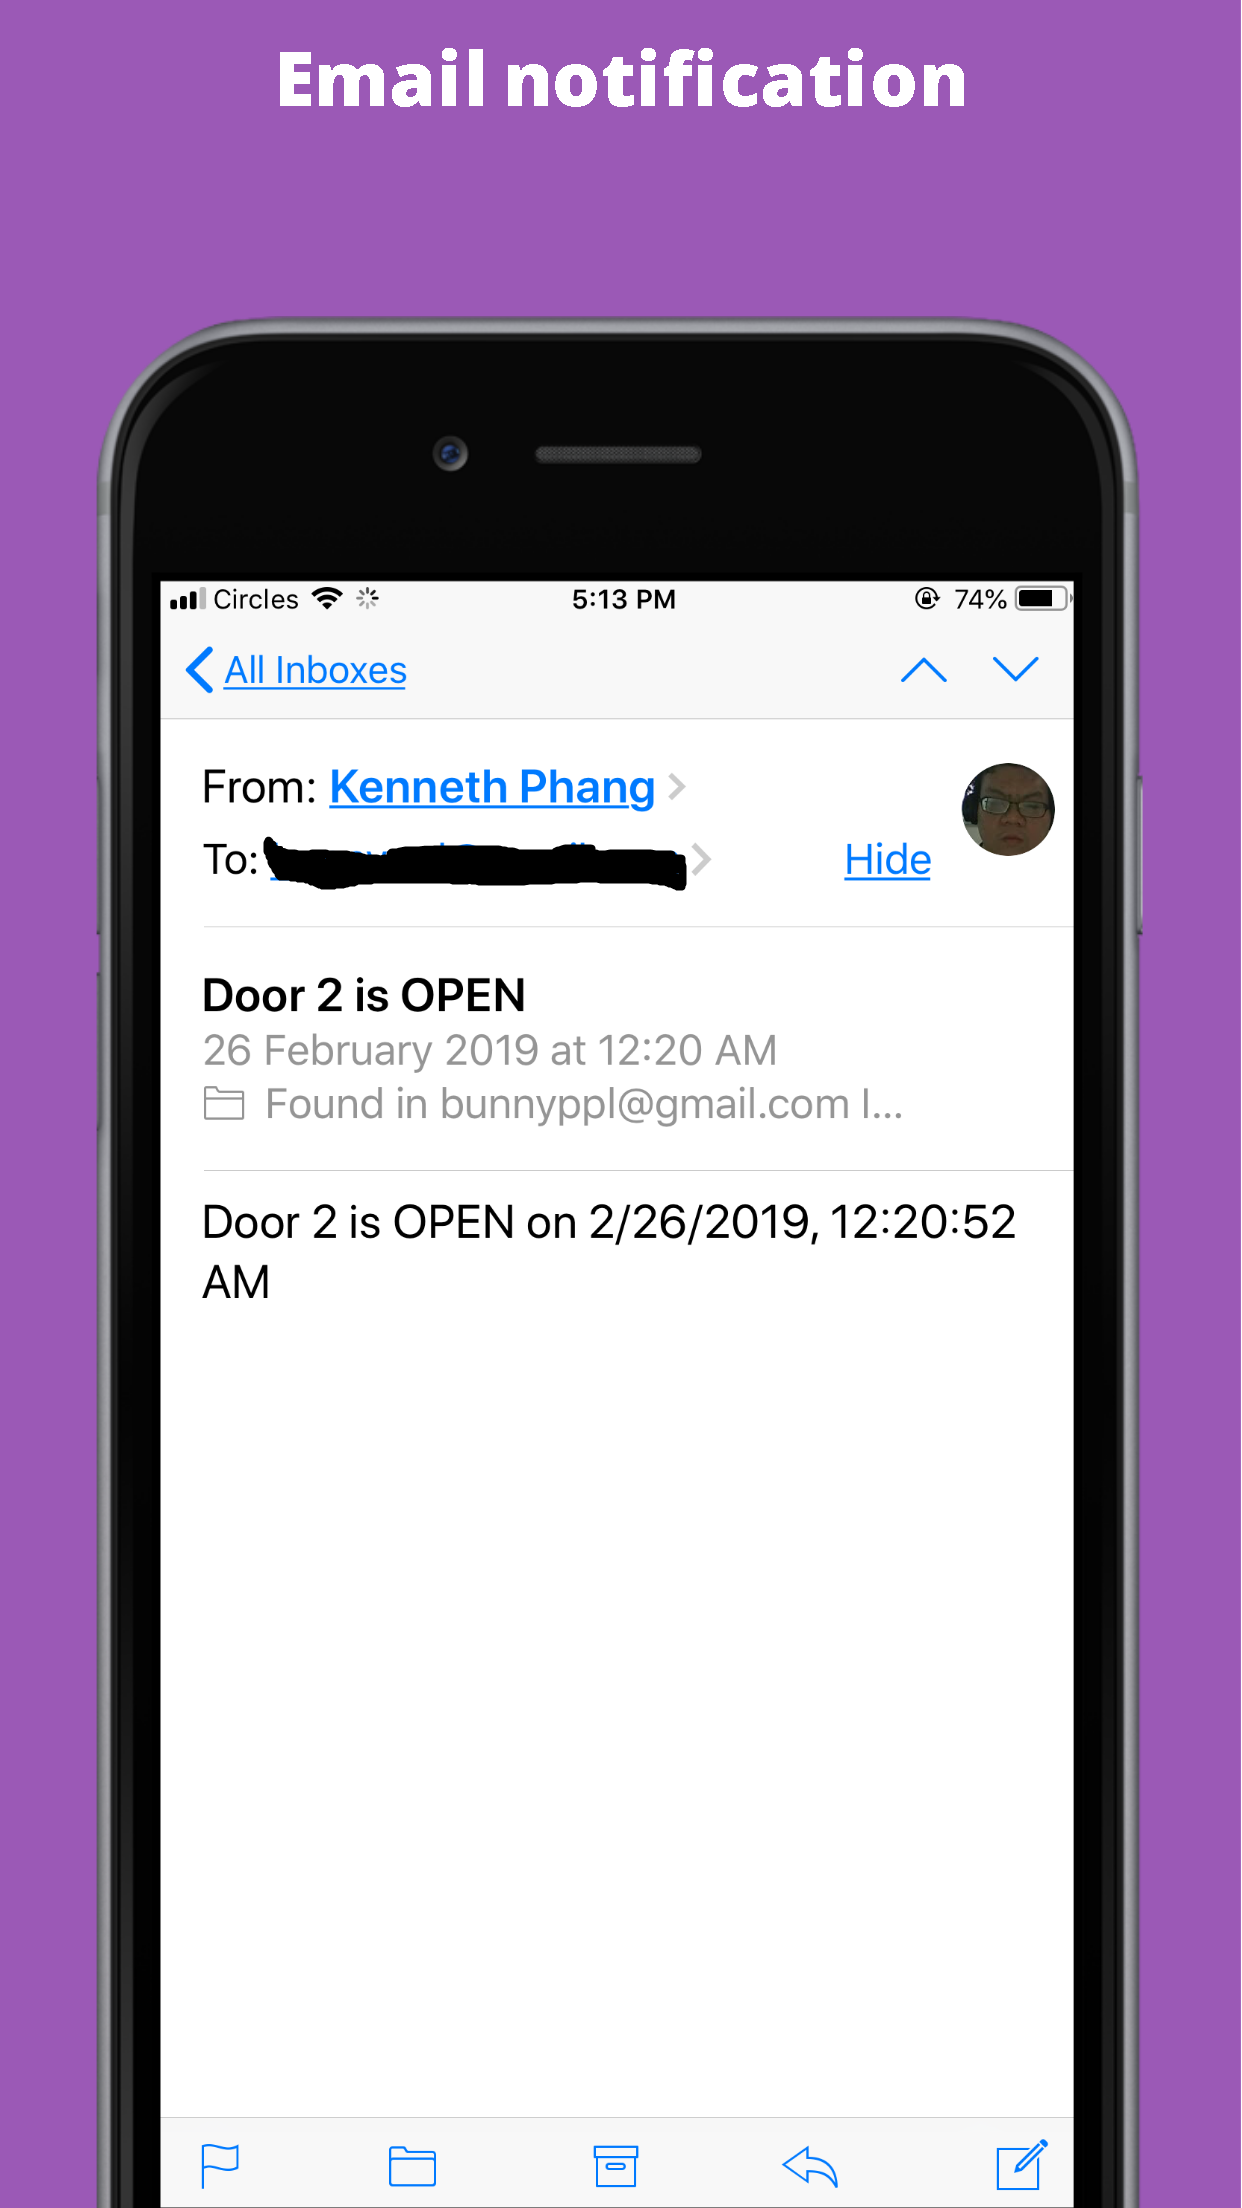 Email notification
Circles 5:13 PM 74%
All Inboxes
From: Kenneth Phang
To: Hide
Door 2 is OPEN
26 February 2019 at 12:20 AM
Found in bunnyppl@gmail.com I...
Door 2 is OPEN on 2/26/2019, 12:20:52
AM